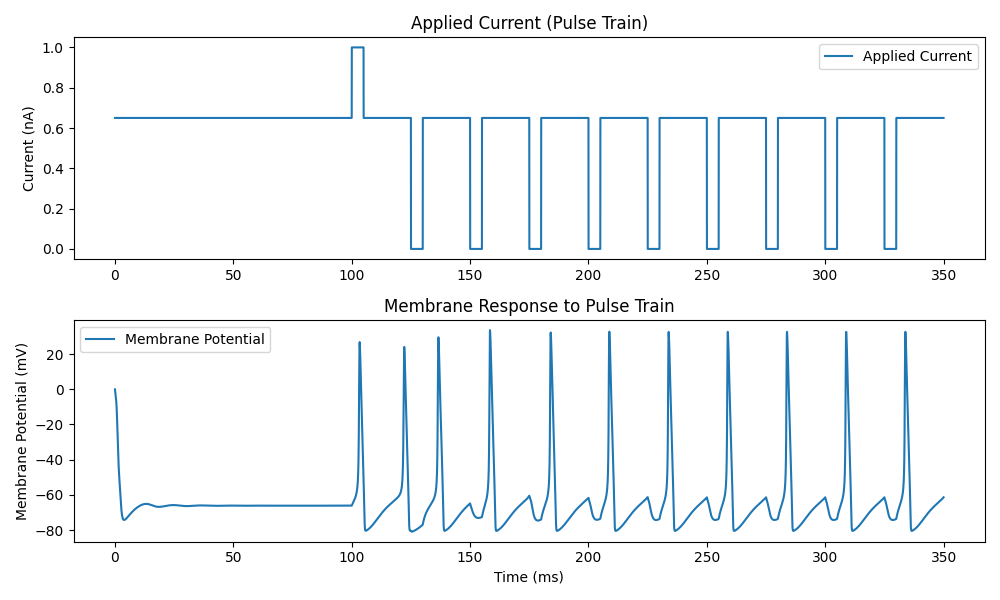 Applied Current (Pulse Train)
Current (nA)
1.0
0.8
0.6
0.4
0.2
0.0
Applied Current
0 50 100 150 200 250 300 350
Membrane Response to Pulse Train
Membrane Potential (mV)
20
0
−20
−40
−60
−80
Membrane Potential
0 50 100 150 200 250 300 350
Time (ms)